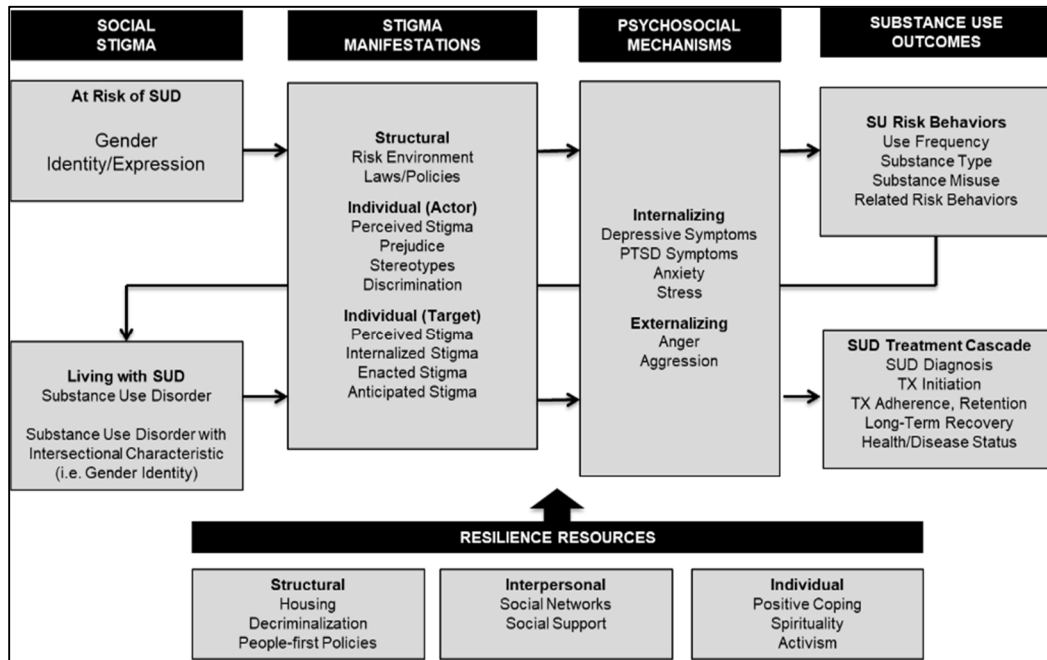 SOCIAL
STIGMA
STIGMA
MANIFESTATIONS
PSYCHOSOCIAL
MECHANISMS
SUBSTANCE USE
OUTCOMES
At Risk of SUD
Gender
Identity/Expression
Structural
Risk Environment
Laws/Policies
Individual (Actor)
Perceived Stigma
Prejudice
Stereotypes
Discrimination
Individual (Target)
Perceived Stigma
Internalized Stigma
Enacted Stigma
Anticipated Stigma
Internalizing
Depressive Symptoms
PTSD Symptoms
Anxiety
Stress
Externalizing
Anger
Aggression
SU Risk Behaviors
Use Frequency
Substance Type
Substance Misuse
Related Risk Behaviors
Living with SUD
Substance Use Disorder
Substance Use Disorder with
Intersectional Characteristic
(i.e. Gender Identity)
SUD Treatment Cascade
SUD Diagnosis
TX Initiation
TX Adherence, Retention
Long-Term Recovery
Health/Disease Status
RESILIENCE RESOURCES
Structural
Housing
Decriminalization
People-first Policies
Interpersonal
Social Networks
Social Support
Individual
Positive Coping
Spirituality
Activism